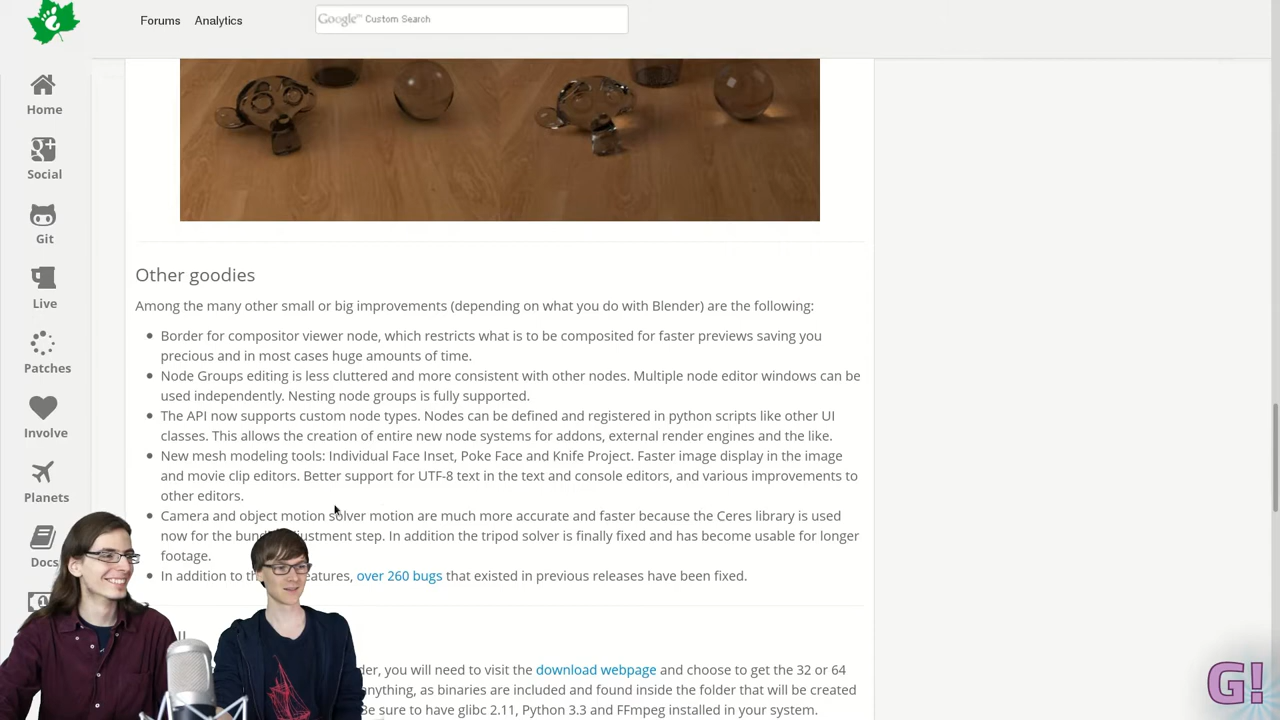 Forums Analytics
Google™ Custom Search
Home
Social
Git
Live
Patches
Involve
Planets
Docs
Other goodies
Among the many other small or big improvements (depending on what you do with Blender) are the following:
Border for compositor viewer node, which restricts what is to be composited for faster previews saving you
precious and in most cases huge amounts of time.
Node Groups editing is less cluttered and more consistent with other nodes. Multiple node editor windows can be
used independently. Nesting node groups is fully supported.
The API now supports custom node types. Nodes can be defined and registered in python scripts like other UI
classes. This allows the creation of entire new node systems for addons, external render engines and the like.
New mesh modeling tools: Individual Face Inset, Poke Face and Knife Project. Faster image display in the image
and movie clip editors. Better support for UTF-8 text in the text and console editors, and various improvements to
other editors.
Camera and object motion solver motion are much more accurate and faster because the Ceres library is used
now for the step. In addition the tripod solver is finally fixed and has become usable for longer
footage.
In addition to over 260 bugs that existed in previous releases have been fixed.
you will need to visit the download webpage and choose to get the 32 or 64
anything, as binaries are included and found inside the folder that will be created
sure to have glibc 2.11, Python 3.3 and FFmpeg installed in your system.
G!